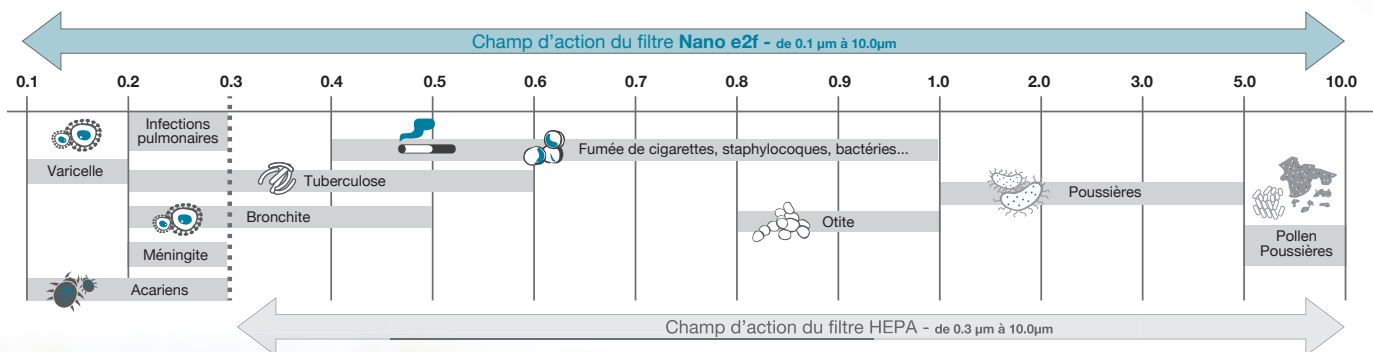 Champ d'action du filtre Nano e2f - de 0.1 µm à 10.0µm
0.1 0.2 0.3 0.4 0.5 0.6 0.8 0.9 1.0 2.0 3.0 5.0 10.0
Infections
pulmonaires
Fumée de cigarettes, staphylocoques, bactéries...
Varicelle
Tuberculose
Poussières
Bronchite
Otite
Pollen
Poussières
Méningite
Acariens
Champ d'action du filtre HEPA - de 0.3 µm à 10.0µm